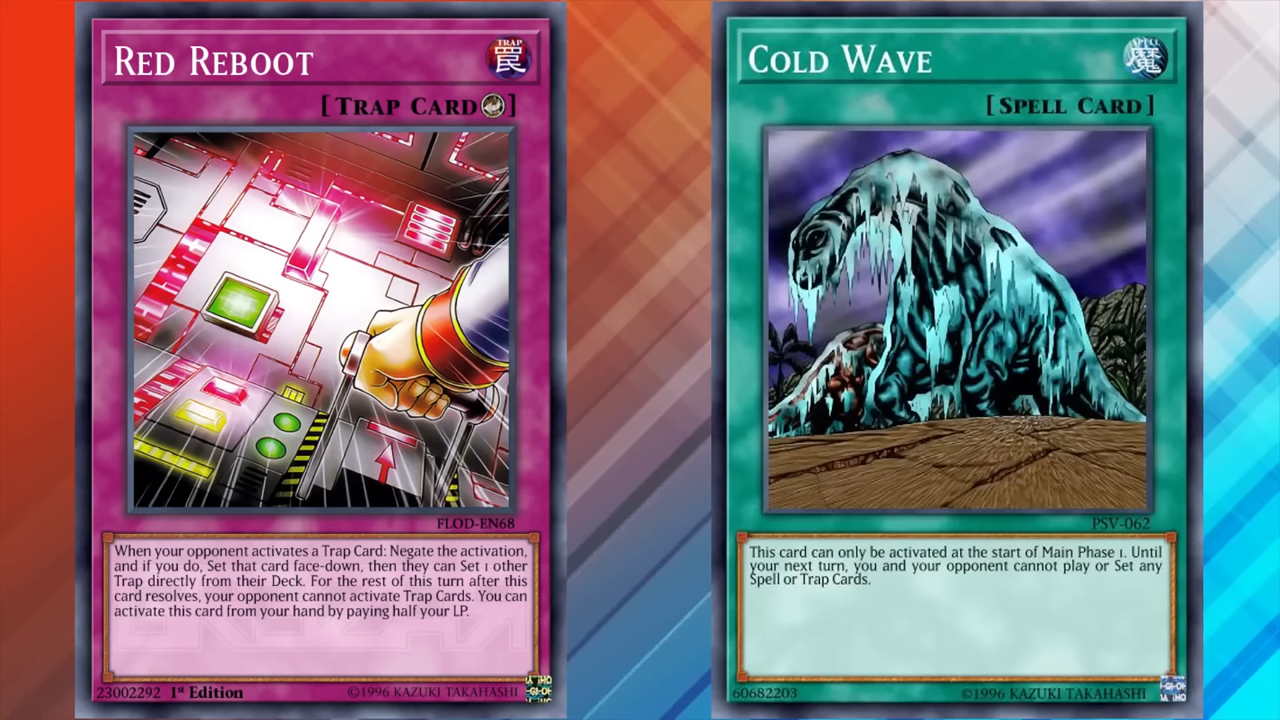 RED REBOOT
TRAP
罠
[TRAP CARD]
FLOD-EN68
When your opponent activates a Trap Card: Negate the activation,
and if you do, Set that card face-down, then they can Set 1 other
Trap directly from their Deck. For the rest of this turn after this
card resolves, your opponent cannot activate Trap Cards. You can
activate this card from your hand by paying half your LP.
23002292 1st Edition ©1996 KAZUKI TAKAHASHI
COLD WAVE
魔
[SPELL CARD]
PSV-062
This card can only be activated at the start of Main Phase 1. Until
your next turn, you and your opponent cannot play or Set any
Spell or Trap Cards.
60682203 ©1996 KAZUKI TAKAHASHI